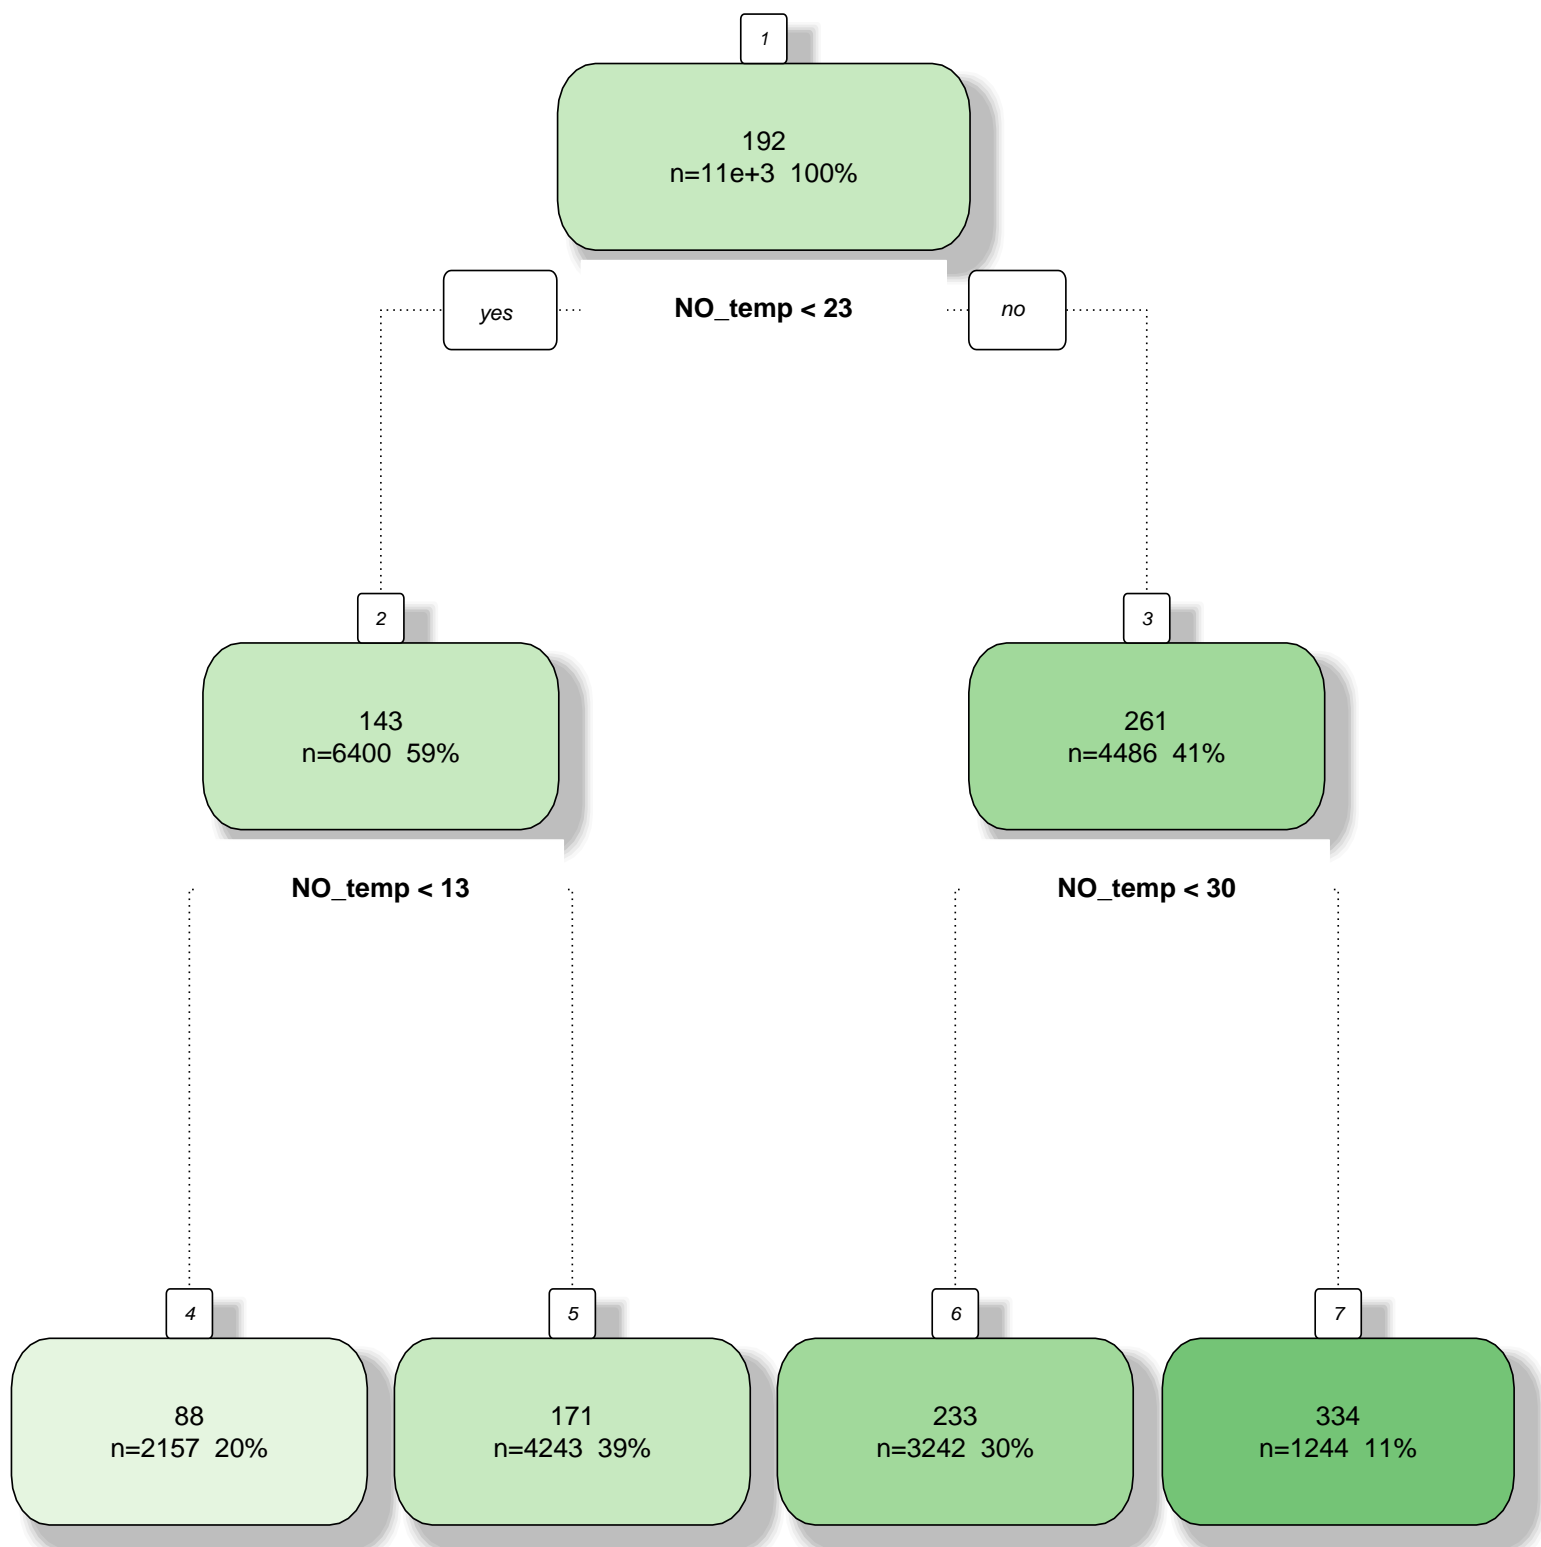 1
192
n=11e+3  100%
yes
NO_temp < 23
no
2
3
143
n=6400  59%
261
n=4486  41%
NO_temp < 13
NO_temp < 30
4
5
6
7
88
n=2157  20%
171
n=4243  39%
233
n=3242  30%
334
n=1244  11%